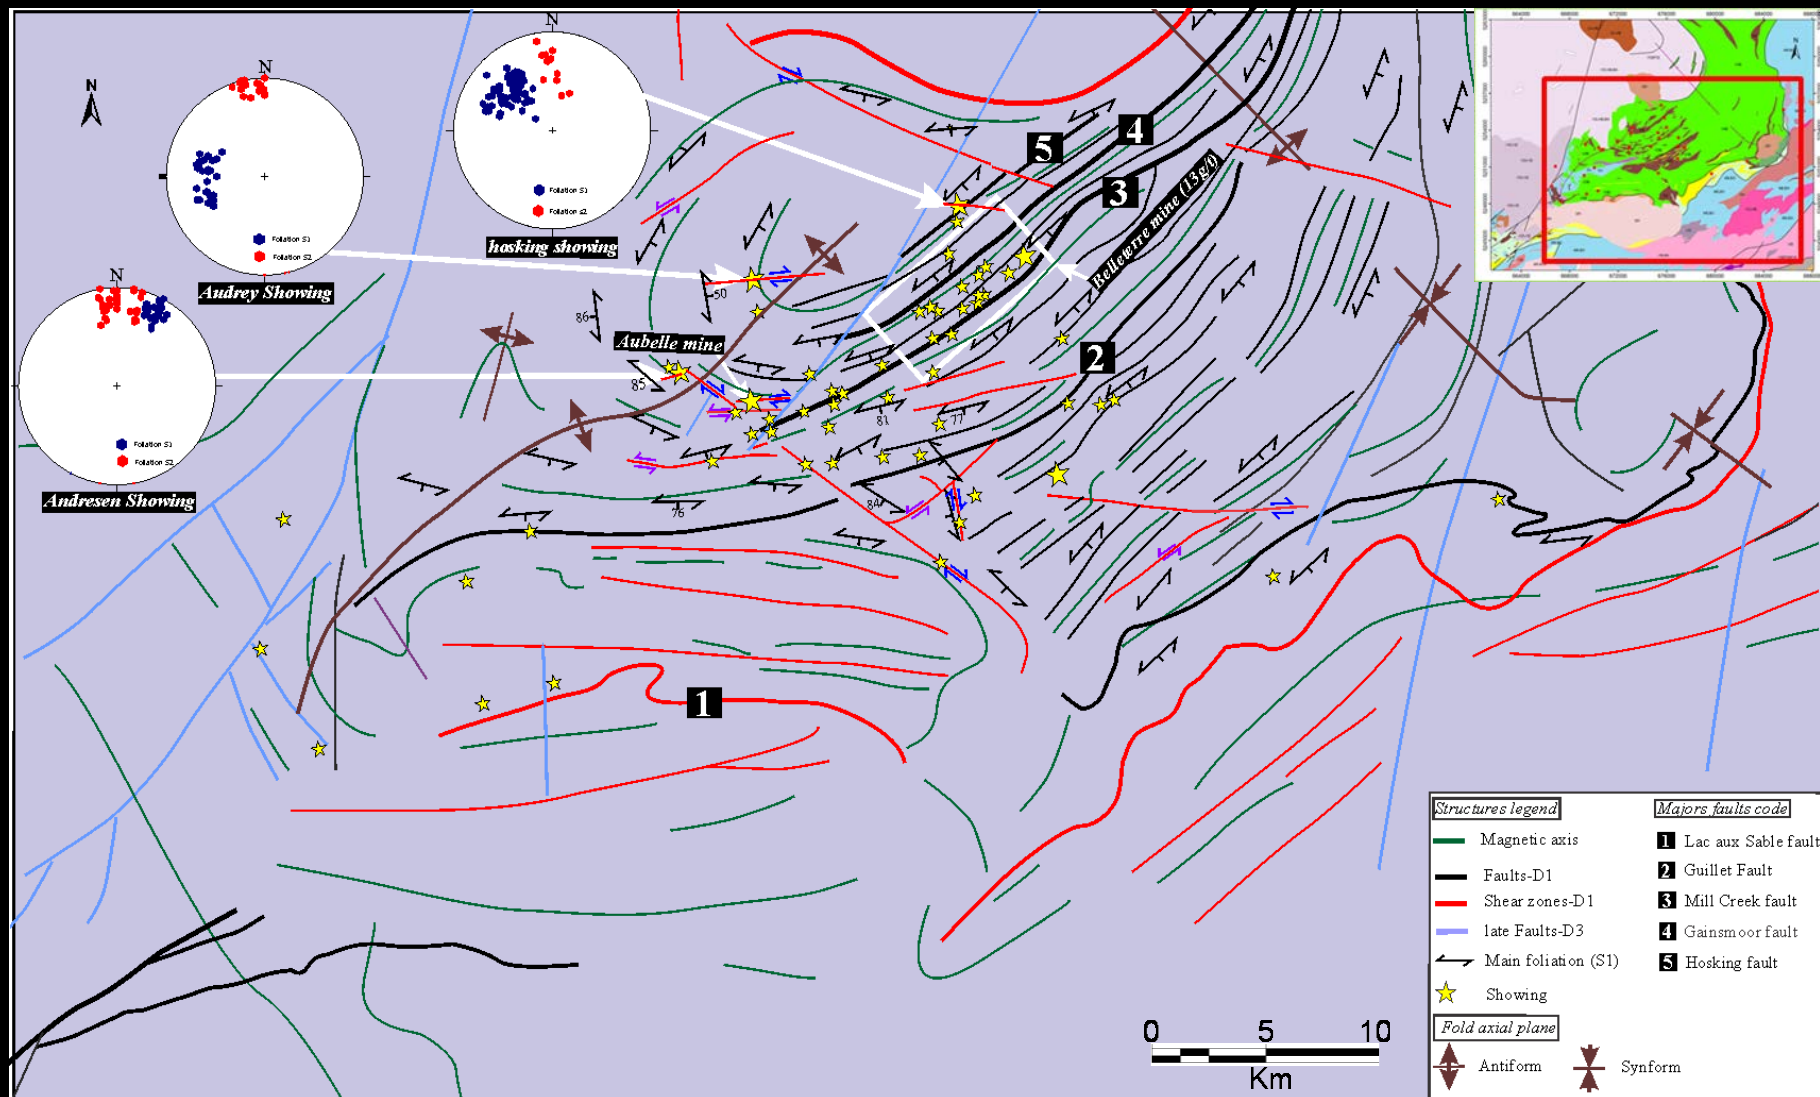 N
N
N
N
Foliation S1
Foliation s2
hosking showing
Foliation S1
Foliation S2
Audrey Showing
Foliation S1
Foliation S2
Andresen Showing
Aubelle mine
Belleterre mine (13g/t)
5
4
3
2
1
50
86
85
81
77
84
76
0 5 10
Km
Structures legend
Magnetic axis
Faults-D1
Shear zones-D1
late Faults-D3
Main foliation (S1)
Showing
Fold axial plane
Antiform
Synform
Majors faults code
1 Lac aux Sable fault
2 Guillet Fault
3 Mill Creek fault
4 Gainsmoor fault
5 Hosking fault